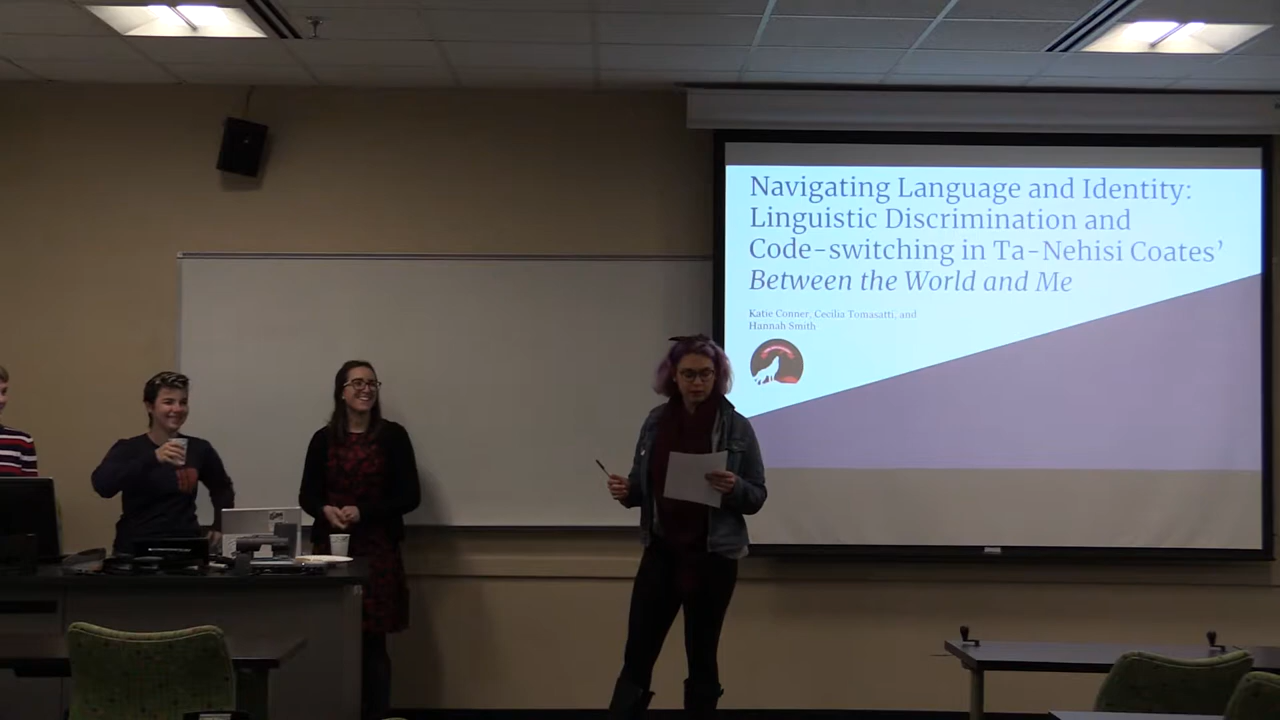 Navigating Language and Identity:
Linguistic Discrimination and
Code-switching in Ta-Nehisi Coates'
Between the World and Me
Katie Conner, Cecilia Tomasatti, and
Hannah Smith